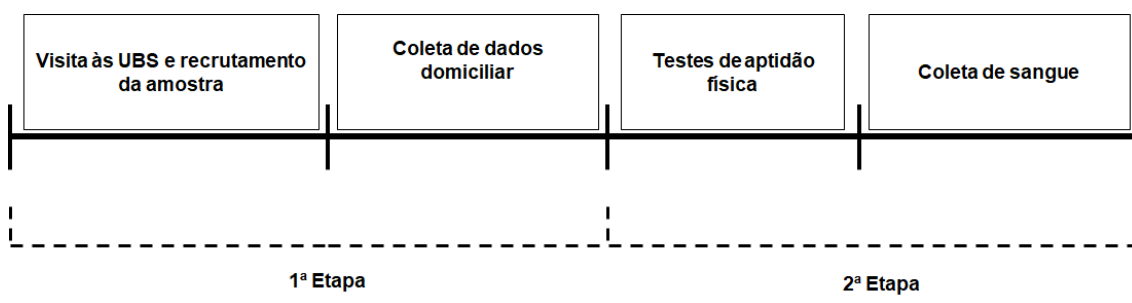 Visita às UBS e recrutamento
da amostra
Coleta de dados
domiciliar
Testes de aptidão
física
Coleta de sangue
1ª Etapa
2ª Etapa